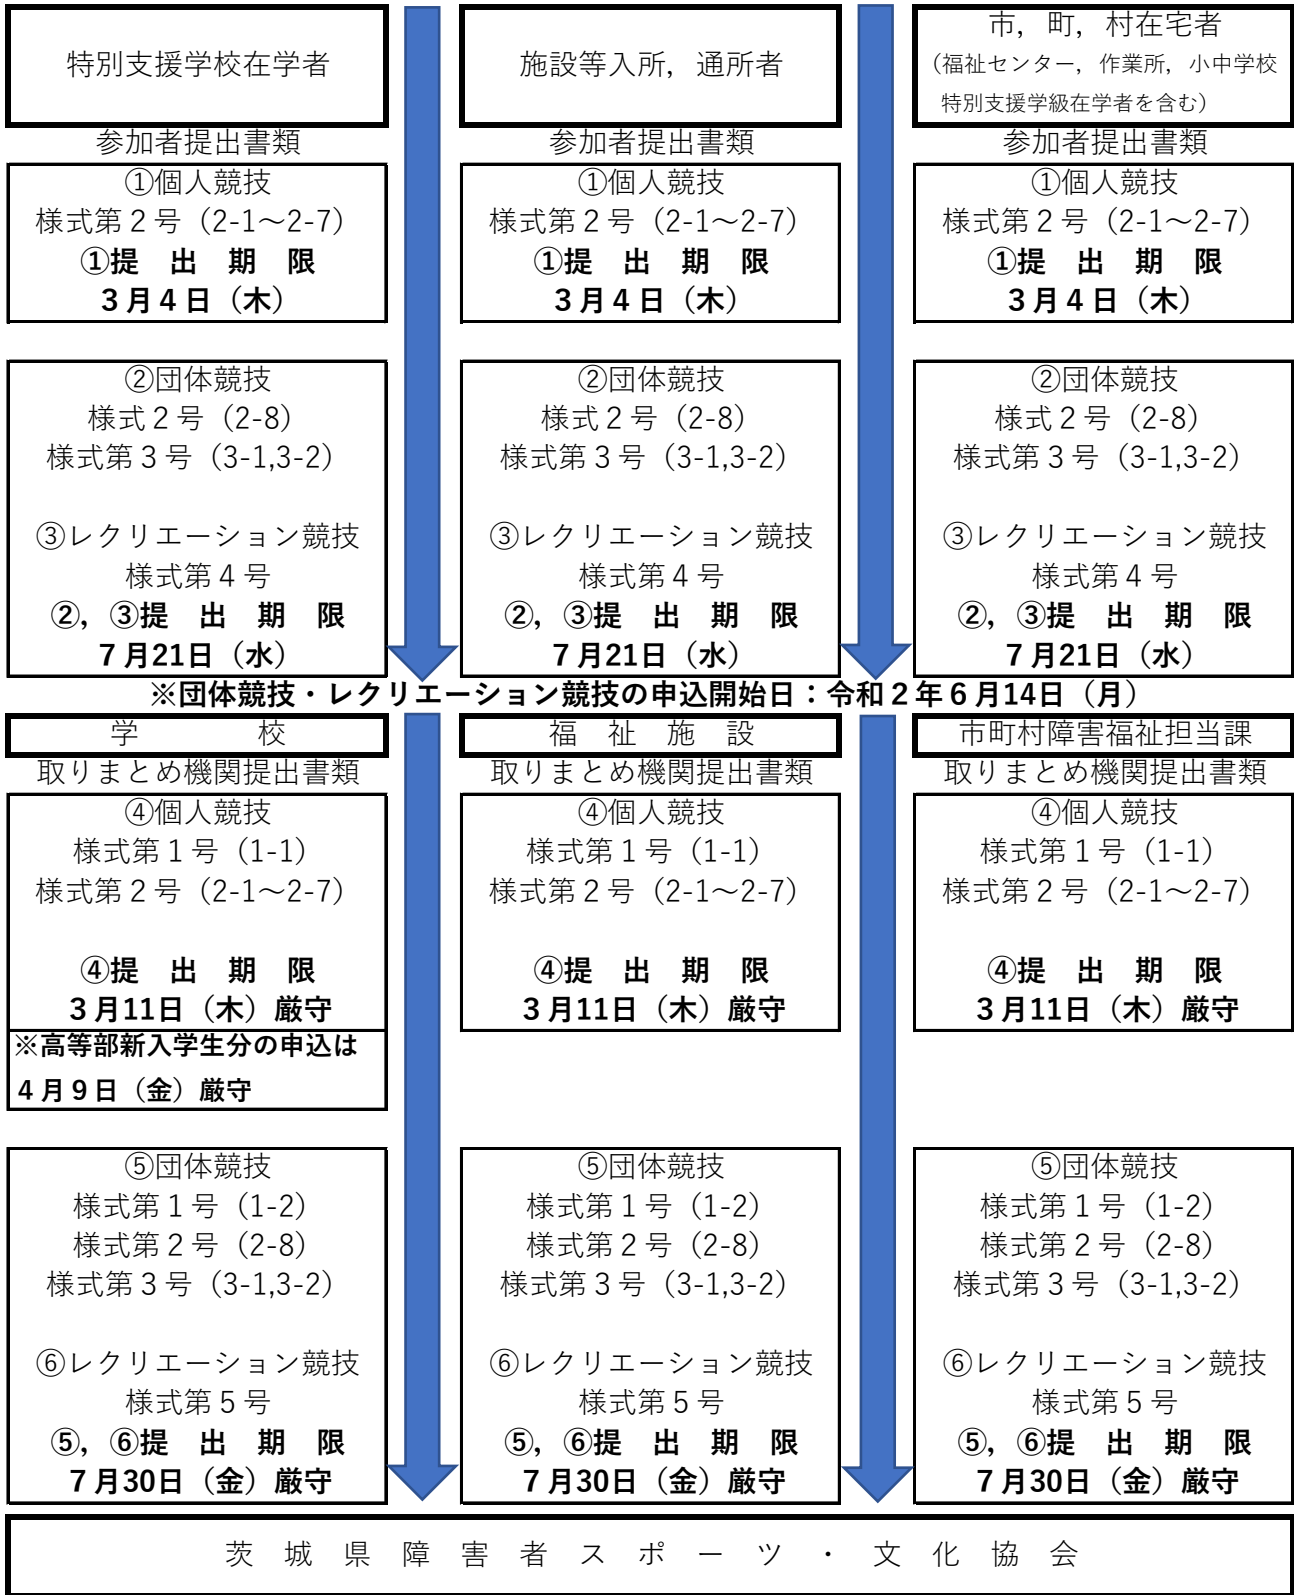 特別支援学校在学者
参加者提出書類
①個人競技
様式第２号（2-1～2-7）
①提　出　期　限
３月４日（木）
②団体競技
様式２号（2-8）
様式第３号（3-1,3-2）
③レクリエーション競技
様式第４号
②，③提　出　期　限
７月21日（水）
施設等入所，通所者
参加者提出書類
①個人競技
様式第２号（2-1～2-7）
①提　出　期　限
３月４日（木）
②団体競技
様式２号（2-8）
様式第３号（3-1,3-2）
③レクリエーション競技
様式第４号
②，③提　出　期　限
７月21日（水）
市，町，村在宅者
（福祉センター，作業所，小中学校
特別支援学級在学者を含む）
参加者提出書類
①個人競技
様式第２号（2-1～2-7）
①提　出　期　限
３月４日（木）
②団体競技
様式２号（2-8）
様式第３号（3-1,3-2）
③レクリエーション競技
様式第４号
②，③提　出　期　限
７月21日（水）
※団体競技・レクリエーション競技の申込開始日：令和２年６月14日（月）
学　　　　校
取りまとめ機関提出書類
④個人競技
様式第１号（1-1）
様式第２号（2-1～2-7）
④提　出　期　限
３月11日（木）厳守
※高等部新入学生分の申込は
４月９日（金）厳守
⑤団体競技
様式第１号（1-2）
様式第２号（2-8）
様式第３号（3-1,3-2）
⑥レクリエーション競技
様式第５号
⑤，⑥提　出　期　限
７月30日（金）厳守
福　祉　施　設
取りまとめ機関提出書類
④個人競技
様式第１号（1-1）
様式第２号（2-1～2-7）
④提　出　期　限
３月11日（木）厳守
⑤団体競技
様式第１号（1-2）
様式第２号（2-8）
様式第３号（3-1,3-2）
⑥レクリエーション競技
様式第５号
⑤，⑥提　出　期　限
７月30日（金）厳守
市町村障害福祉担当課
取りまとめ機関提出書類
④個人競技
様式第１号（1-1）
様式第２号（2-1～2-7）
④提　出　期　限
３月11日（木）厳守
⑤団体競技
様式第１号（1-2）
様式第２号（2-8）
様式第３号（3-1,3-2）
⑥レクリエーション競技
様式第５号
⑤，⑥提　出　期　限
７月30日（金）厳守
茨　城　県　障　害　者　ス　ポ　ー　ツ　・　文　化　協　会